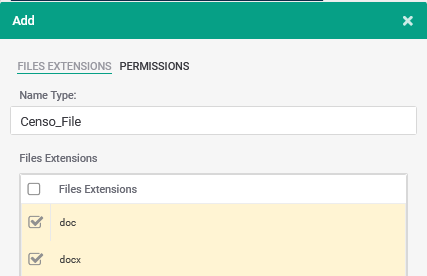 Add
FILES EXTENSIONS PERMISSIONS
Name Type:
Censo_File
Files Extensions
Files Extensions
doc
docx